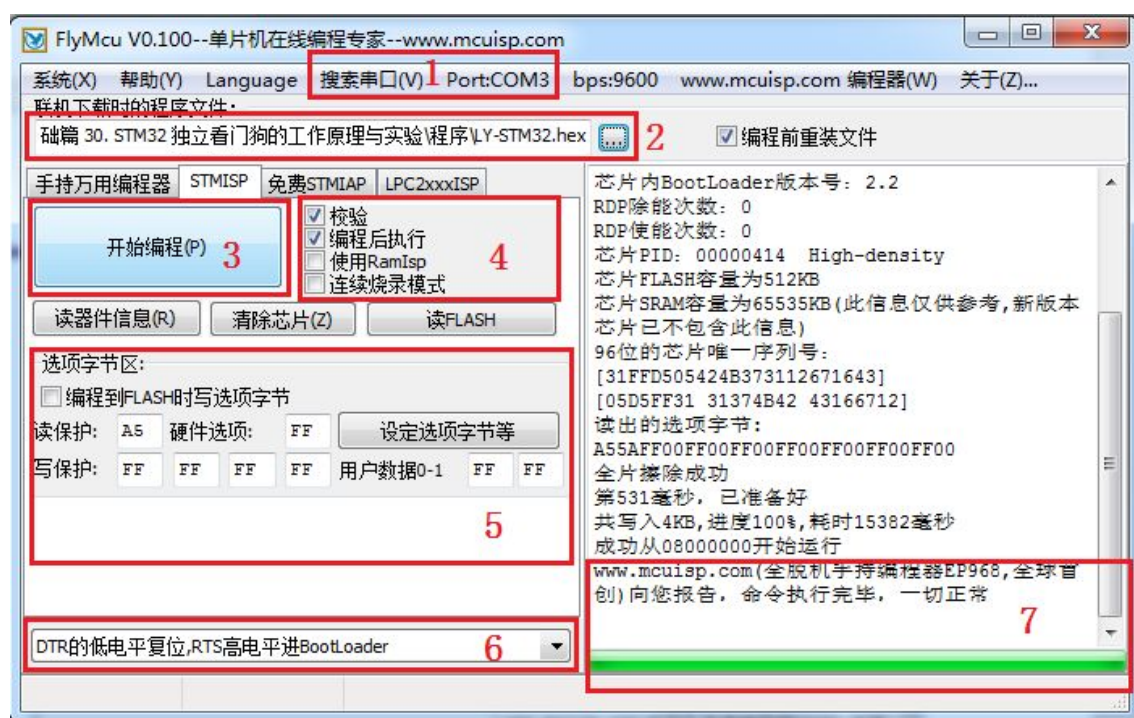 FlyMcu V0.100--单片机在线编程专家--www.mcuisp.com
系统(X) 帮助(Y) Language 搜索串口(V) Port:COM3 bps:9600 www.mcuisp.com 编程器(W) 关于(Z)...
1
联机下载时的程序文件:
础篇 30. STM32 独立看门狗的工作原理与实验\程序\LY-STM32.hex ... 2 编程前重装文件
手持万用编程器 STMISP 免费STMIAP LPC2xxxISP
开始编程(P) 3
校验
编程后执行
使用RamIsp
连续烧录模式
4
读器件信息(R) 清除芯片(Z) 读FLASH
选项字节区:
编程到FLASH时写选项字节
读保护: A5 硬件选项: FF 设定选项字节等
写保护: FF FF FF FF 用户数据0-1 FF FF
5
DTR的低电平复位,RTS高电平进BootLoader 6
芯片内BootLoader版本号: 2.2
RDP除能次数: 0
RDP使能次数: 0
芯片PID: 00000414 High-density
芯片FLASH容量为512KB
芯片SRAM容量为65535KB(此信息仅供参考,新版本
芯片已不包含此信息)
96位的芯片唯一序列号:
[31FFD505424B373112671643]
[05D5FF31 31374B42 43166712]
读出的选项字节:
A55AFF00FF00FF00FF00FF00FF00FF00
全片擦除成功
第531毫秒, 已准备好
共写入4KB,进度100%,耗时15382毫秒
成功从08000000开始运行
www.mcuisp.com(全脱机手持编程器EP968,全球首
创)向您报告, 命令执行完毕, 一切正常
7